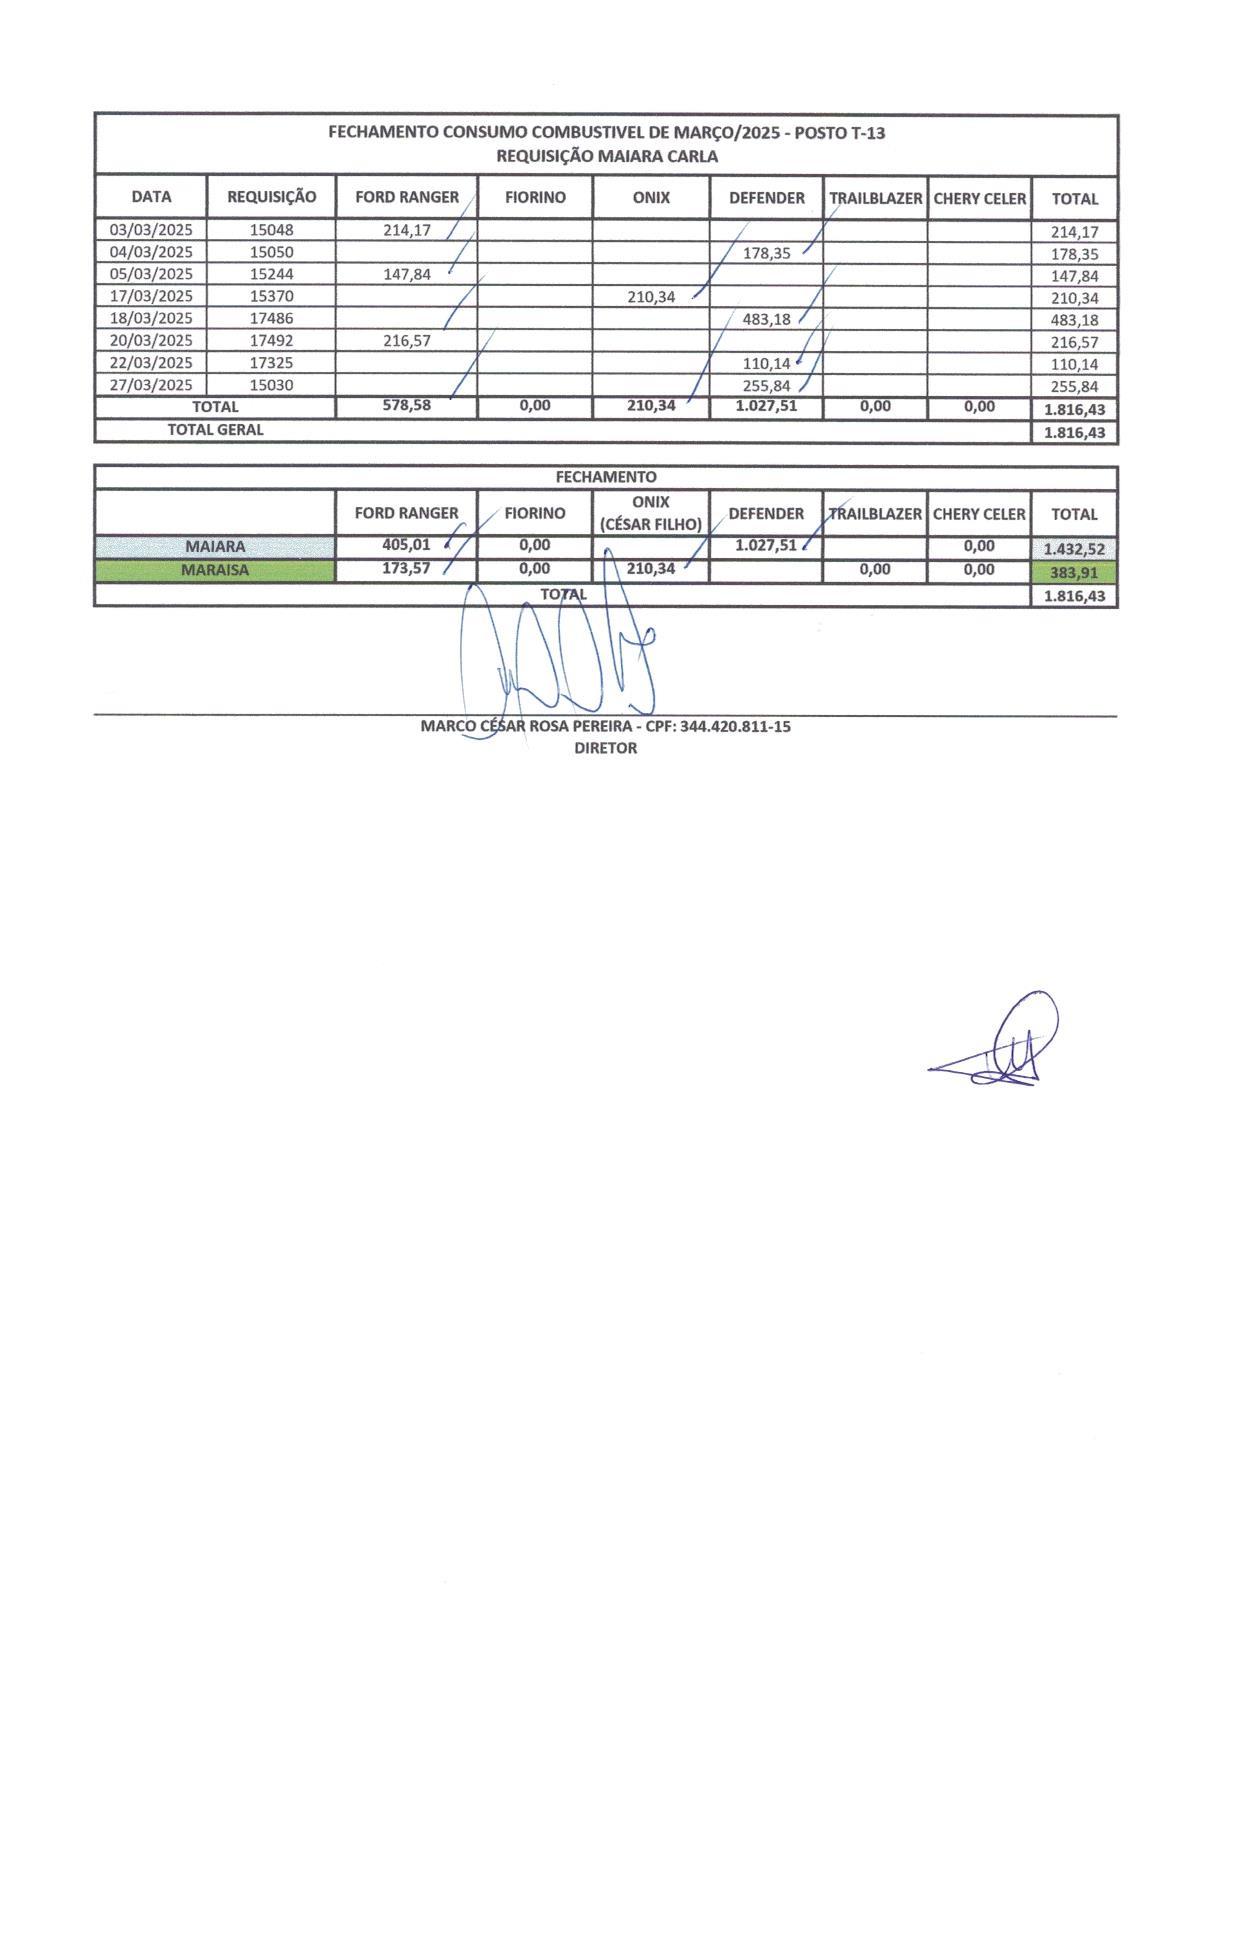 FECHAMENTO CONSUMO COMBUSTIVEL DE MARÇO/2025 - POSTO T-13
REQUISIÇÃO MAIARA CARLA
DATA REQUISIÇÃO FORD RANGER FIORINO ONIX DEFENDER TRAILBLAZER CHERY CELER TOTAL
03/03/2025 15048 214,17 214,17
04/03/2025 15050 178,35 178,35
05/03/2025 15244 147,84 147,84
17/03/2025 15370 210,34 210,34
18/03/2025 17486 483,18 483,18
20/03/2025 17492 216,57 216,57
22/03/2025 17325 110,14 110,14
27/03/2025 15030 255,84 255,84
TOTAL 578,58 0,00 210,34 1.027,51 0,00 0,00 1.816,43
TOTAL GERAL 1.816,43
FECHAMENTO
FORD RANGER FIORINO ONIX (CÉSAR FILHO) DEFENDER TRAILBLAZER CHERY CELER TOTAL
MAIARA 405,01 0,00 1.027,51 0,00 1.432,52
MARAISA 173,57 0,00 210,34 0,00 0,00 383,91
TOTAL 1.816,43
MARCO CÉSAR ROSA PEREIRA - CPF: 344.420.811-15
DIRETOR